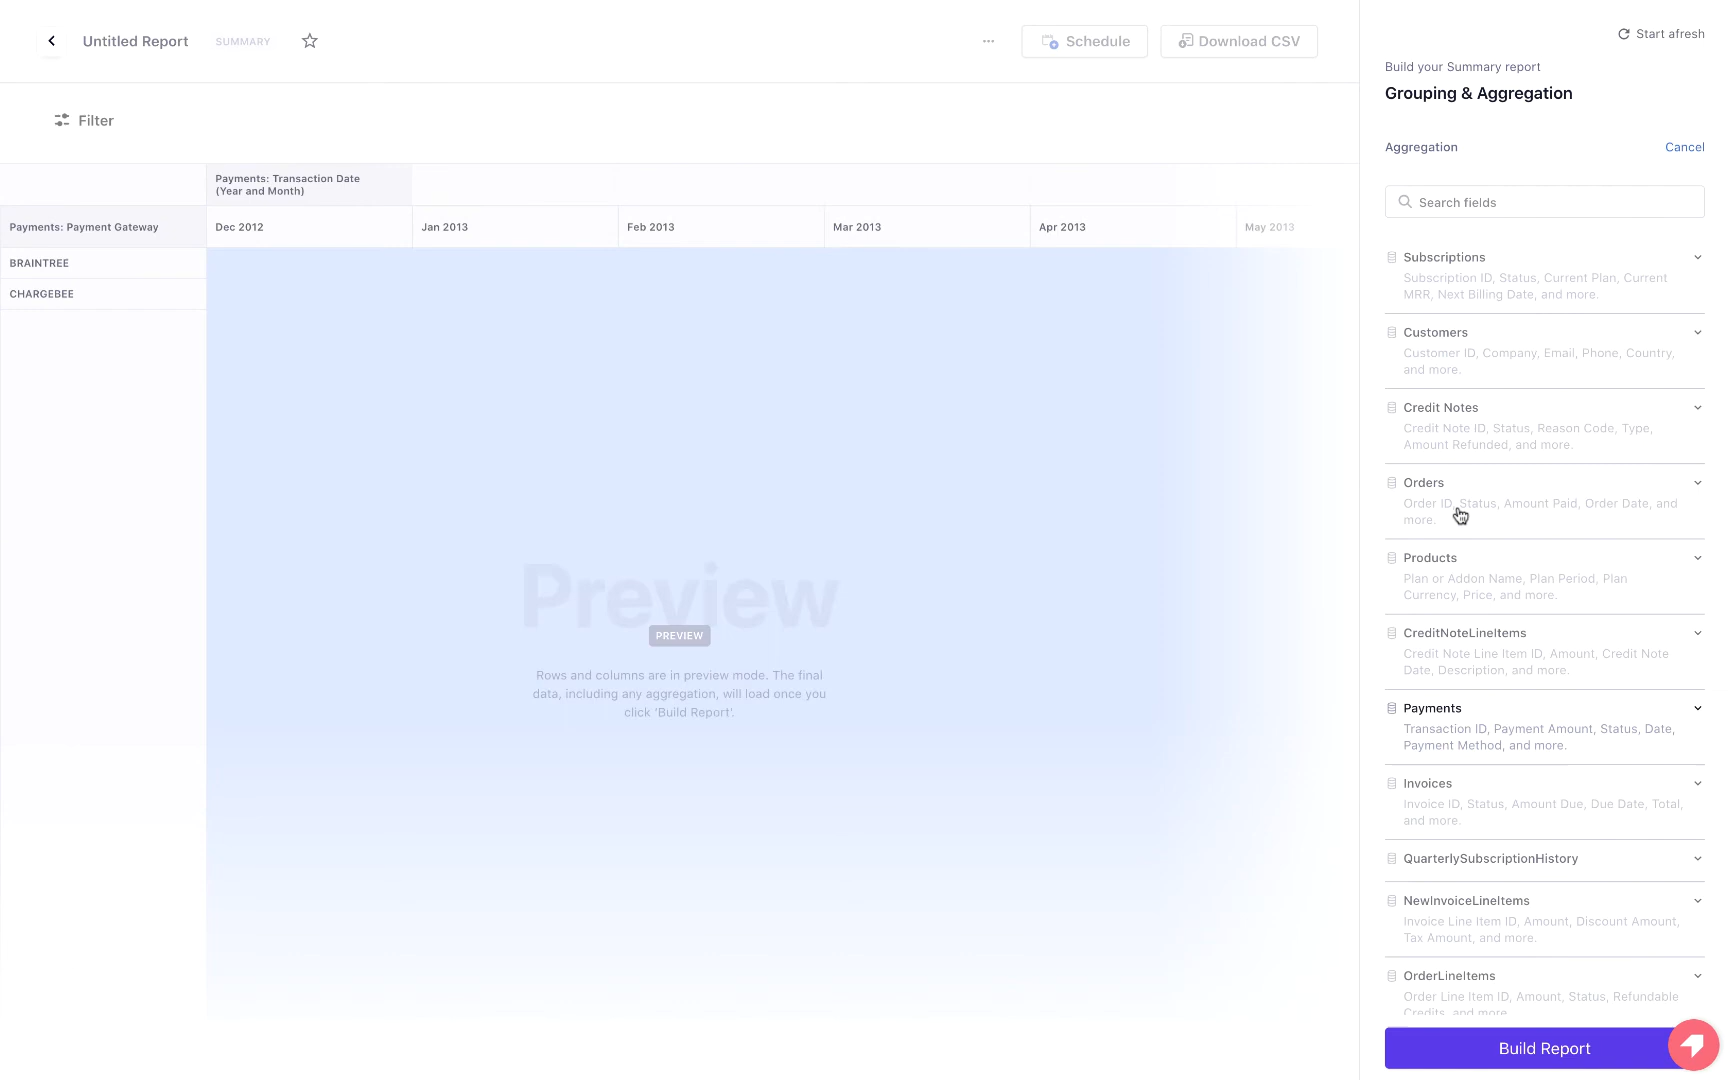 Untitled Report SUMMARY
... Schedule Download CSV
Filter
Payments: Transaction Date
(Year and Month)
Payments: Payment Gateway Dec 2012 Jan 2013 Feb 2013 Mar 2013 Apr 2013 May 2013
BRAINTREE
CHARGEBEE
Preview
PREVIEW
Rows and columns are in preview mode. The final
data, including any aggregation, will load once you
click 'Build Report'.
Start afresh
Build your Summary report
Grouping & Aggregation
Aggregation Cancel
Search fields
Subscriptions
Subscription ID, Status, Current Plan, Current
MRR, Next Billing Date, and more.
Customers
Customer ID, Company, Email, Phone, Country,
and more.
Credit Notes
Credit Note ID, Status, Reason Code, Type,
Amount Refunded, and more.
Orders
Order ID, Status, Amount Paid, Order Date, and
more.
Products
Plan or Addon Name, Plan Period, Plan
Currency, Price, and more.
CreditNoteLineItems
Credit Note Line Item ID, Amount, Credit Note
Date, Description, and more.
Payments
Transaction ID, Payment Amount, Status, Date,
Payment Method, and more.
Invoices
Invoice ID, Status, Amount Due, Due Date, Total,
and more.
QuarterlySubscriptionHistory
NewInvoiceLineItems
Invoice Line Item ID, Amount, Discount Amount,
Tax Amount, and more.
OrderLineItems
Order Line Item ID, Amount, Status, Refundable
Credits, and more
Build Report